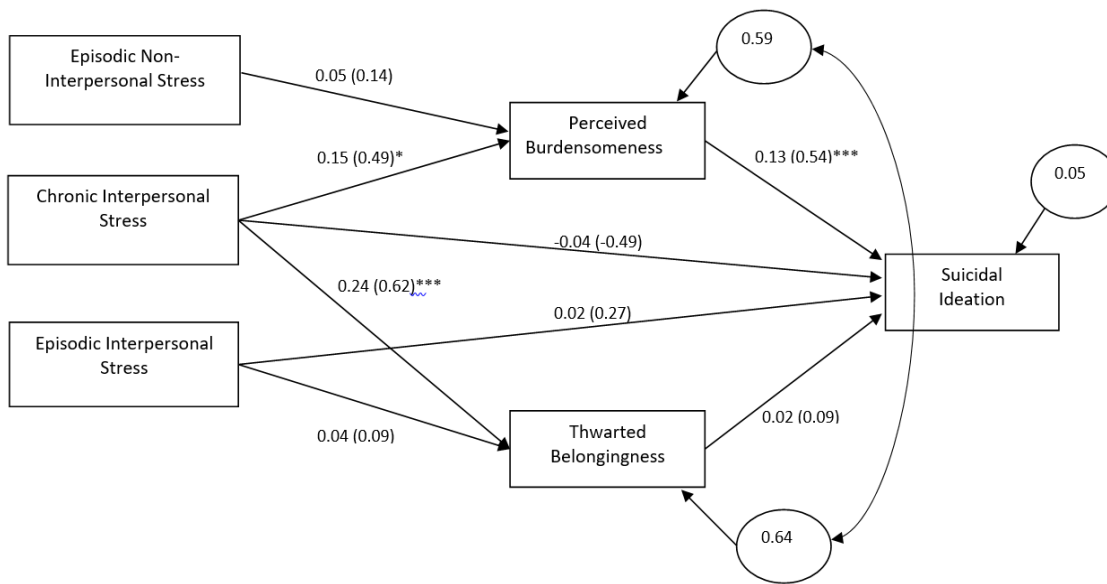 Episodic Non-
Interpersonal Stress
0.05 (0.14)
0.59
Perceived
Burdensomeness
0.15 (0.49)*
0.13 (0.54)***
Chronic Interpersonal
Stress
0.05
-0.04 (-0.49)
Suicidal
Ideation
0.24 (0.62)***
0.02 (0.27)
Episodic Interpersonal
Stress
0.04 (0.09)
Thwarted
Belongingness
0.02 (0.09)
0.64